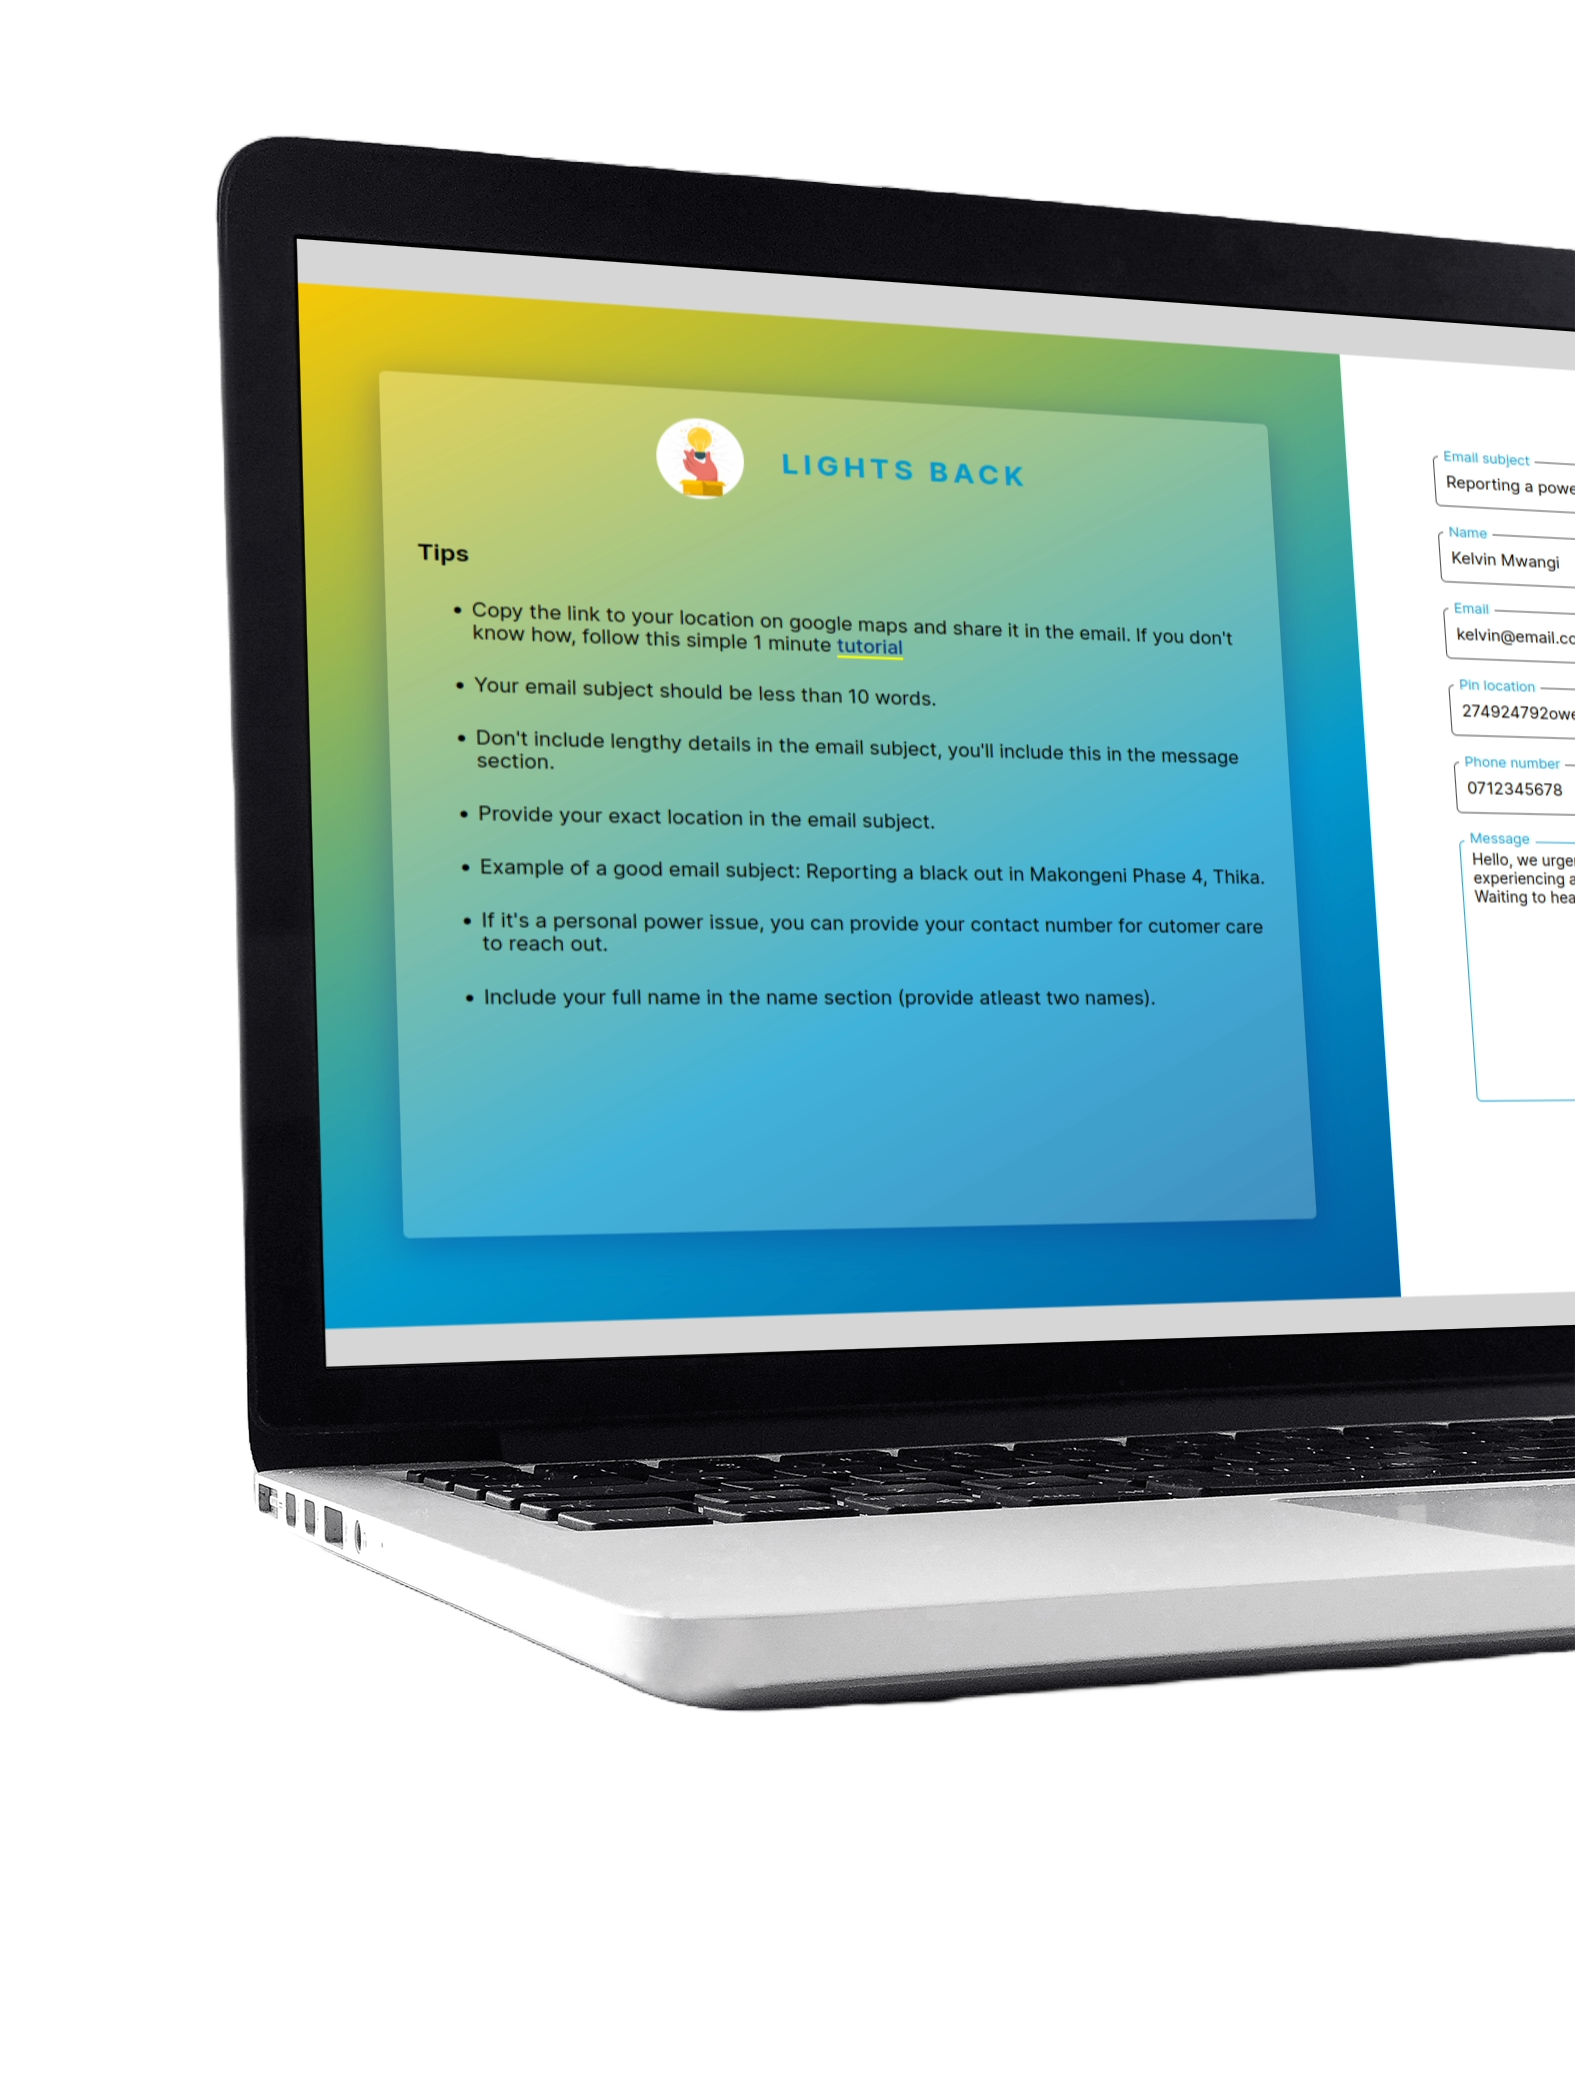 LIGHTS BACK
Tips
• Copy the link to your location on google maps and share it in the email. If you don't
know how, follow this simple 1 minute tutorial
• Your email subject should be less than 10 words.
• Don't include lengthy details in the email subject, you'll include this in the message
section.
• Provide your exact location in the email subject.
• Example of a good email subject: Reporting a black out in Makongeni Phase 4, Thika.
• If it's a personal power issue, you can provide your contact number for cutomer care
to reach out.
• Include your full name in the name section (provide atleast two names).
Email subject
Reporting a powe
Name
Kelvin Mwangi
Email
kelvin@email.co
Pin location
274924792owe
Phone number
0712345678
Message
Hello, we urge
experiencing a
Waiting to hea